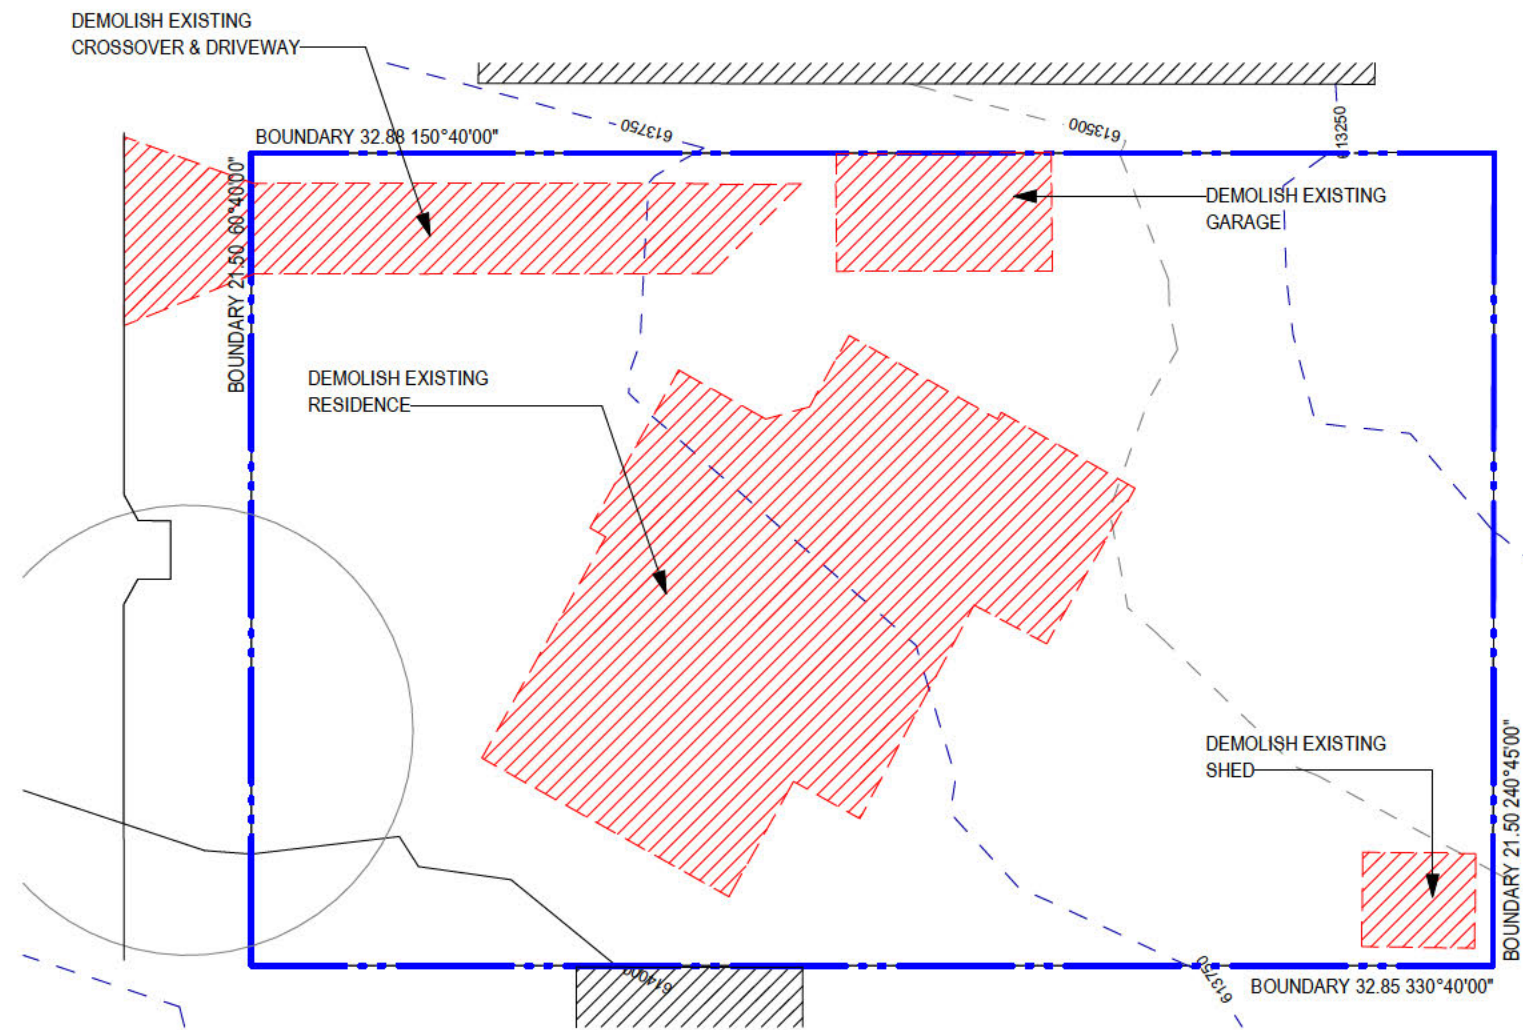 DEMOLISH EXISTING
CROSSOVER & DRIVEWAY
613750
613500
613250
BOUNDARY 32.88 150°40'00"
BOUNDARY 21.50 60°40'00"
DEMOLISH EXISTING
GARAGE
DEMOLISH EXISTING
RESIDENCE
DEMOLISH EXISTING
SHED
BOUNDARY 21.50 240°45'00"
614000
613750
BOUNDARY 32.85 330°40'00"